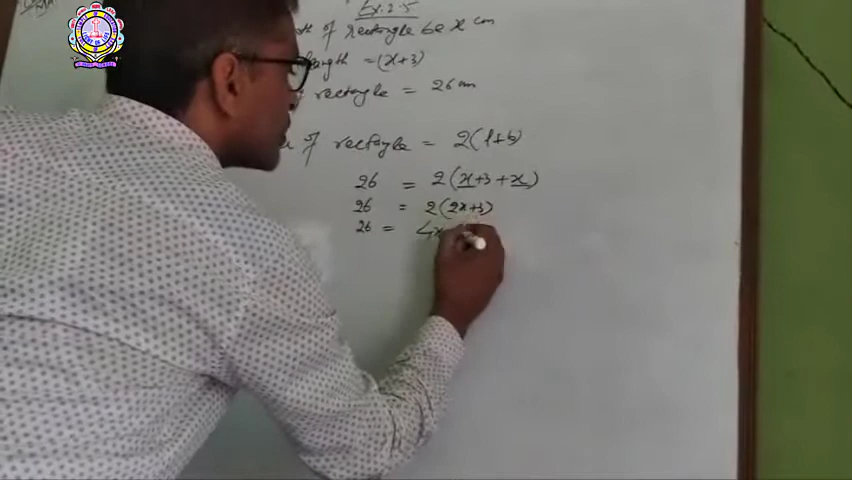 Ex. 2.5
of rectangle be x cm
length = (x+3)
rectangle = 26 cm
of rectangle = 2(l+b)
26 = 2(x+3+x)
26 = 2(2x+3)
26 = 4x